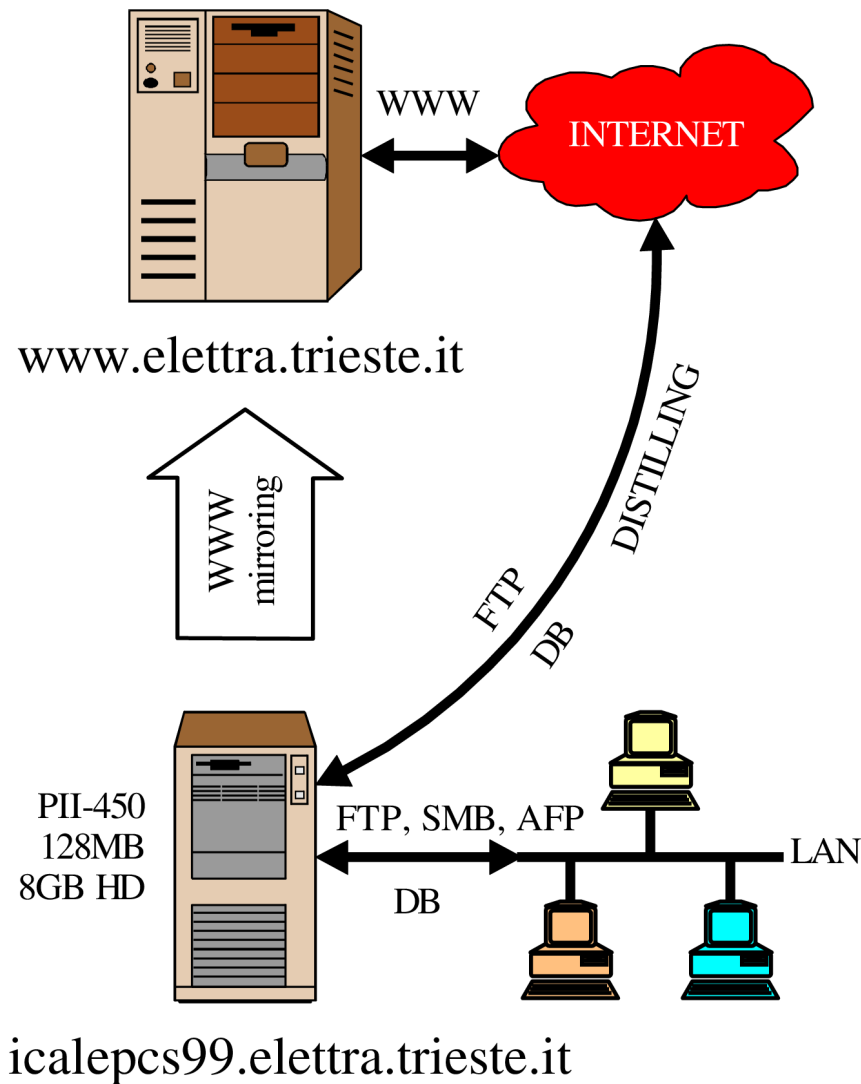 WWW
INTERNET
www.elettra.trieste.it
WWW
mirroring
DISTILLING
FTP
DB
PII-450
128MB
8GB HD
FTP, SMB, AFP
LAN
DB
icalepcs99.elettra.trieste.it